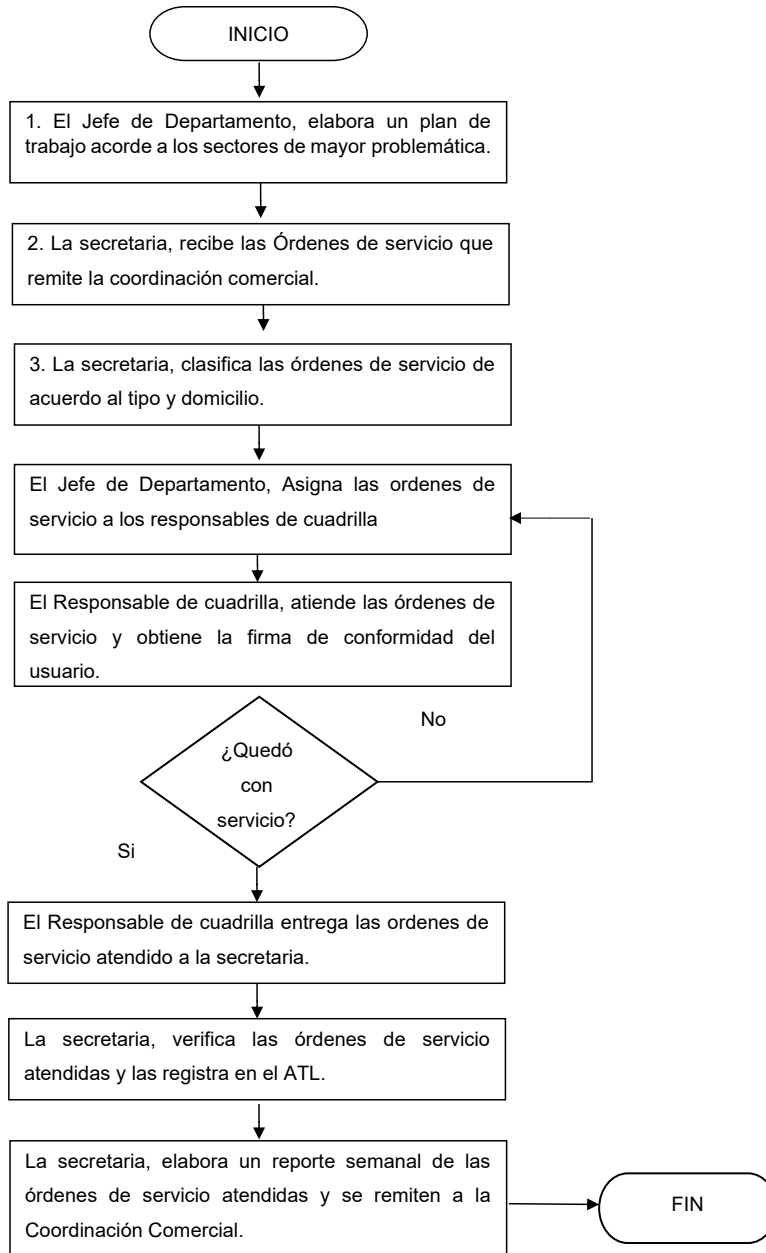 INICIO
1. El Jefe de Departamento, elabora un plan de
trabajo acorde a los sectores de mayor problemática.
2. La secretaria, recibe las Órdenes de servicio que
remite la coordinación comercial.
3. La secretaria, clasifica las órdenes de servicio de
acuerdo al tipo y domicilio.
El Jefe de Departamento, Asigna las ordenes de
servicio a los responsables de cuadrilla
El Responsable de cuadrilla, atiende las órdenes de
servicio y obtiene la firma de conformidad del
usuario.
No
¿Quedó
con
servicio?
Si
El Responsable de cuadrilla entrega las ordenes de
servicio atendido a la secretaria.
La secretaria, verifica las órdenes de servicio
atendidas y las registra en el ATL.
La secretaria, elabora un reporte semanal de las
órdenes de servicio atendidas y se remiten a la
Coordinación Comercial.
FIN